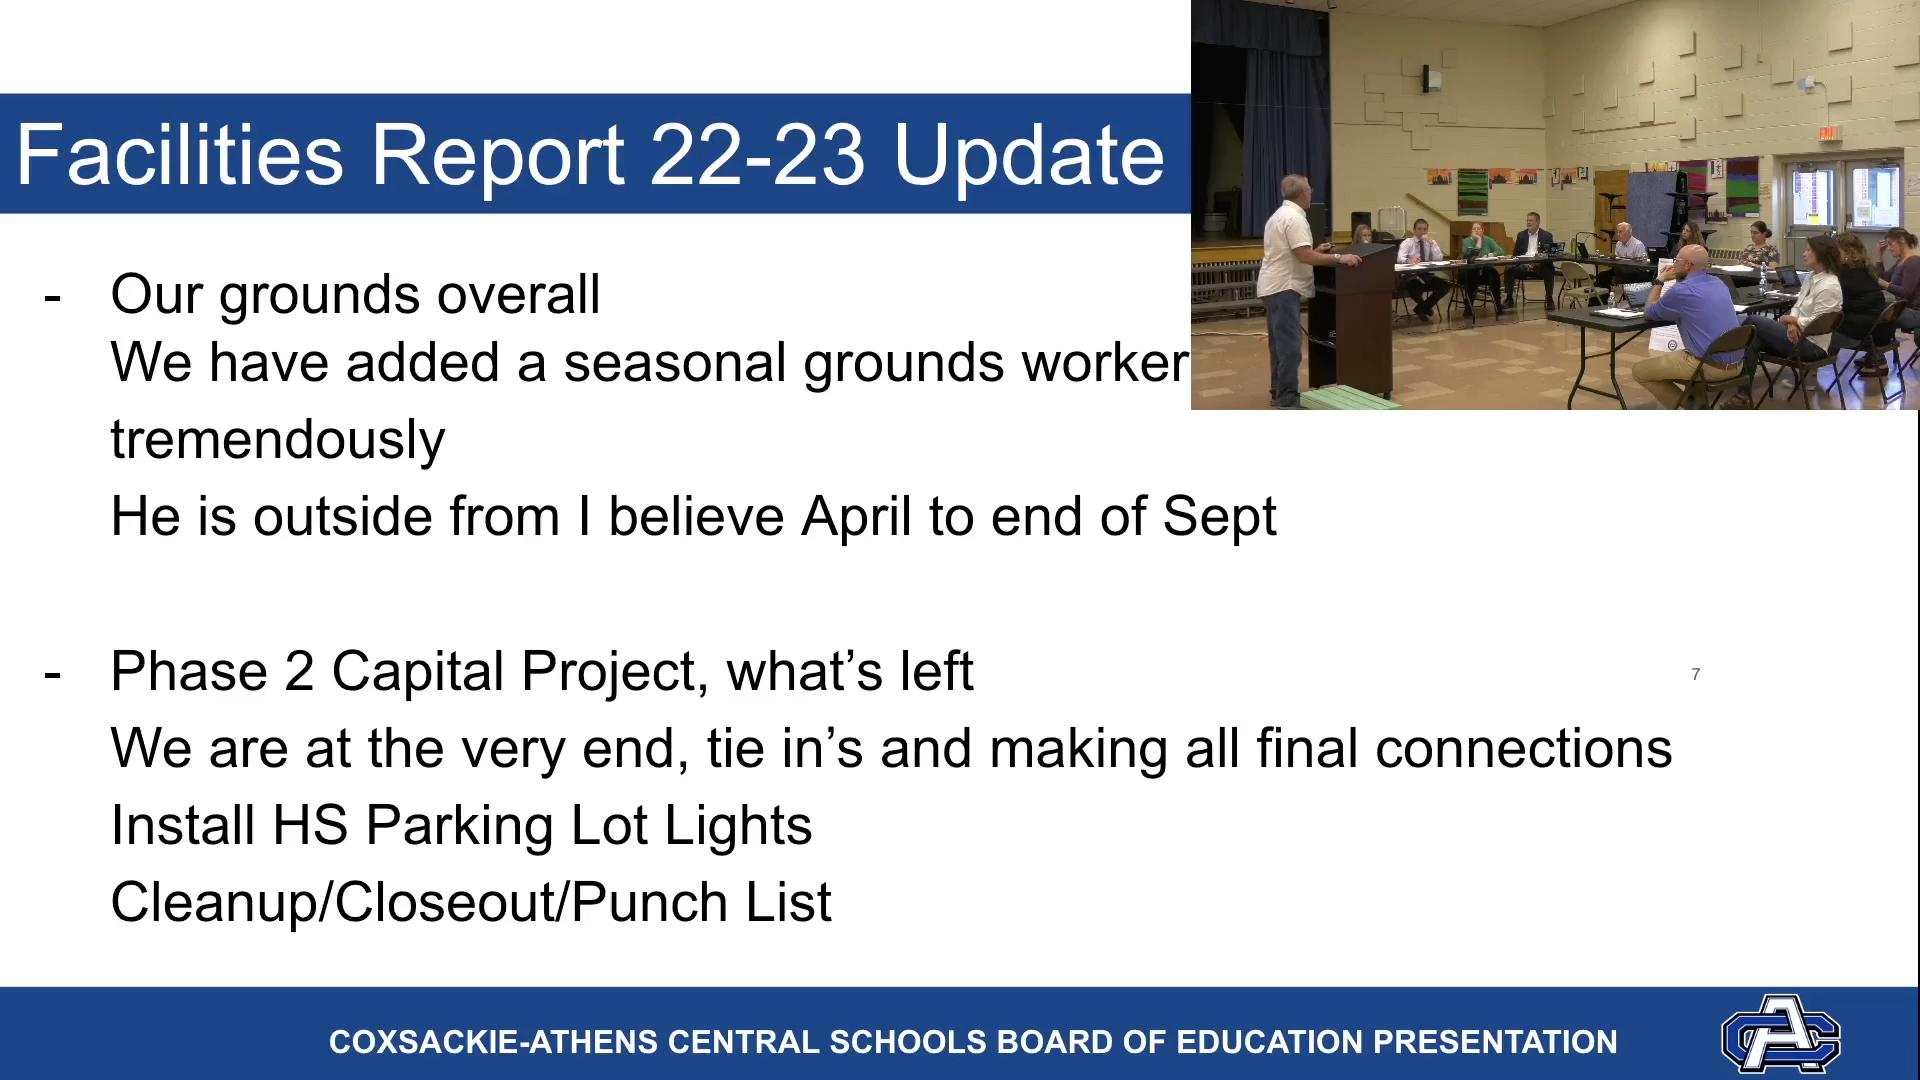 Facilities Report 22-23 Update
- Our grounds overall
We have added a seasonal grounds worker
tremendously
He is outside from I believe April to end of Sept
- Phase 2 Capital Project, what’s left
7
We are at the very end, tie in’s and making all final connections
Install HS Parking Lot Lights
Cleanup/Closeout/Punch List
COXSACKIE-ATHENS CENTRAL SCHOOLS BOARD OF EDUCATION PRESENTATION
CA